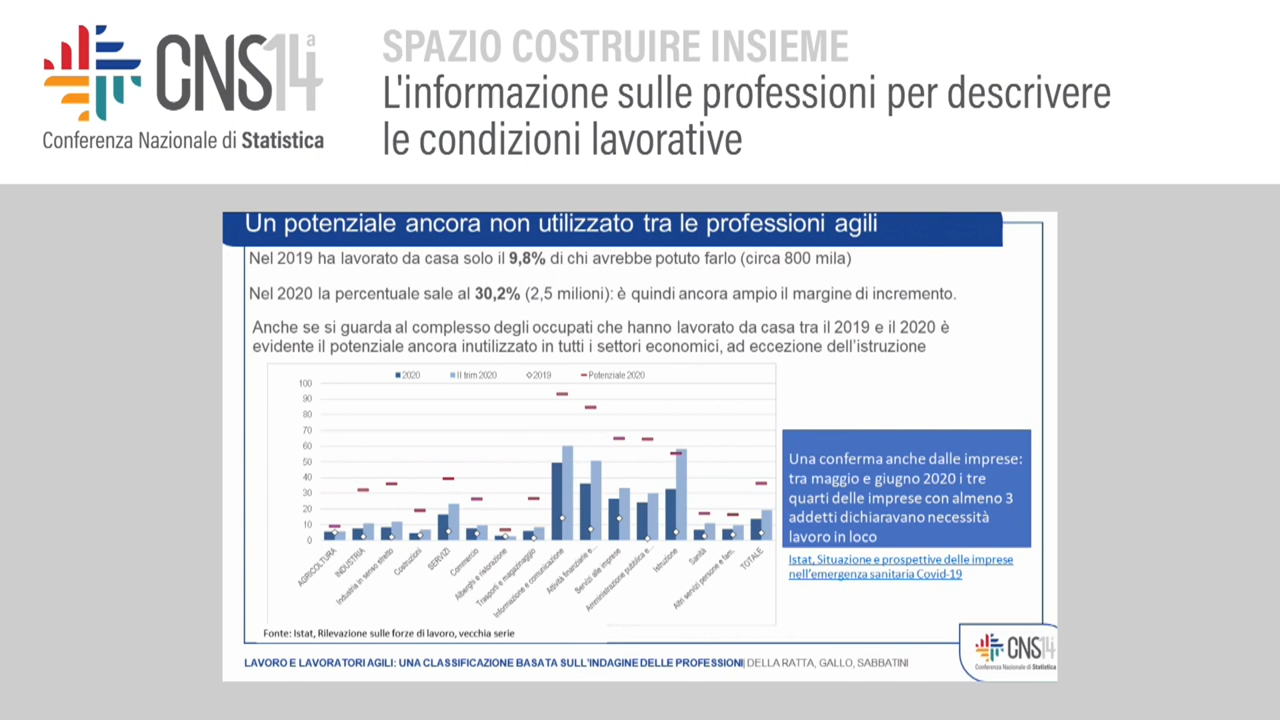 CNS14ª
Conferenza Nazionale di Statistica
SPAZIO COSTRUIRE INSIEME
L'informazione sulle professioni per descrivere
le condizioni lavorative
Un potenziale ancora non utilizzato tra le professioni agili
Nel 2019 ha lavorato da casa solo il 9,8% di chi avrebbe potuto farlo (circa 800 mila)
Nel 2020 la percentuale sale al 30,2% (2,5 milioni): è quindi ancora ampio il margine di incremento.
Anche se si guarda al complesso degli occupati che hanno lavorato da casa tra il 2019 e il 2020 è
evidente il potenziale ancora inutilizzato in tutti i settori economici, ad eccezione dell'istruzione
2020 II trim 2020 2019 Potenziale 2020
100
90
80
70
60
50
40
30
20
10
0
AGRICOLTURA
INDUSTRIA
Industria in senso stretto
Costruzioni
SERVIZI
Commercio
Alberghi e ristorazione
Trasporti e magazzinaggio
Informazione e comunicazione
Attività finanziarie e...
Servizi alle imprese
Amministrazione pubblica e...
Istruzione
Sanità
Altri servizi persone e fam.
TOTALE
Una conferma anche dalle imprese:
tra maggio e giugno 2020 i tre
quarti delle imprese con almeno 3
addetti dichiaravano necessità
lavoro in loco
Istat, Situazione e prospettive delle imprese
nell'emergenza sanitaria Covid-19
Fonte: Istat, Rilevazione sulle forze di lavoro, vecchia serie
LAVORO E LAVORATORI AGILI: UNA CLASSIFICAZIONE BASATA SULL'INDAGINE DELLE PROFESSIONI| DELLA RATTA, GALLO, SABBATINI
CNS14
Conferenza Nazionale di Statistica